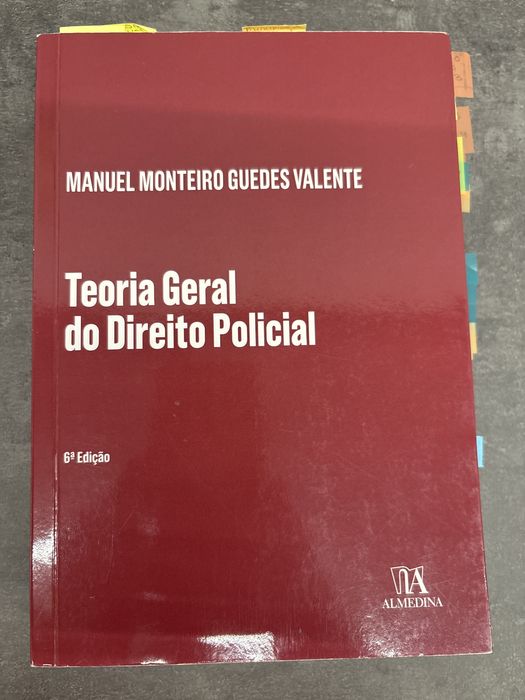 MANUEL MONTEIRO GUEDES VALENTE
Teoria Geral
do Direito Policial
6ª Edição
ALMEDINA